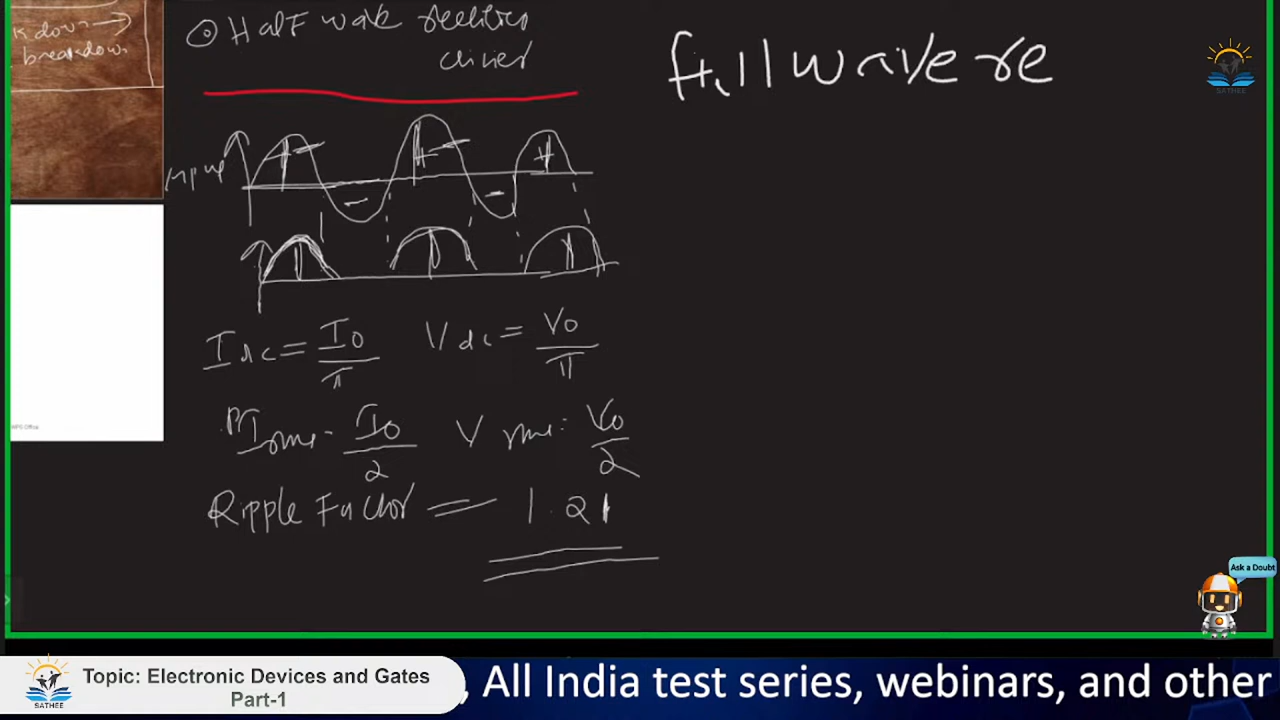 k down →
breakdown
Half wave
full wave re
SATHEE
Input
+ + +
- -
Idc = I0/π Vdc = V0/π
Irms = I0/2 Vrms = V0/2
Ripple Factor = 1.21
Ask a Doubt
Topic: Electronic Devices and Gates
Part-1
SATHEE
, All India test series, webinars, and other